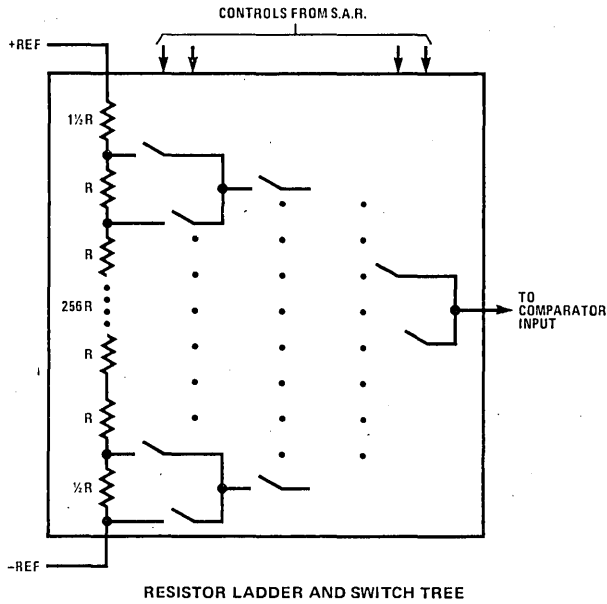 CONTROLS FROM S.A.R.
+REF
1½R
R
R
256R
R
R
½R
-REF
TO
COMPARATOR
INPUT
RESISTOR LADDER AND SWITCH TREE